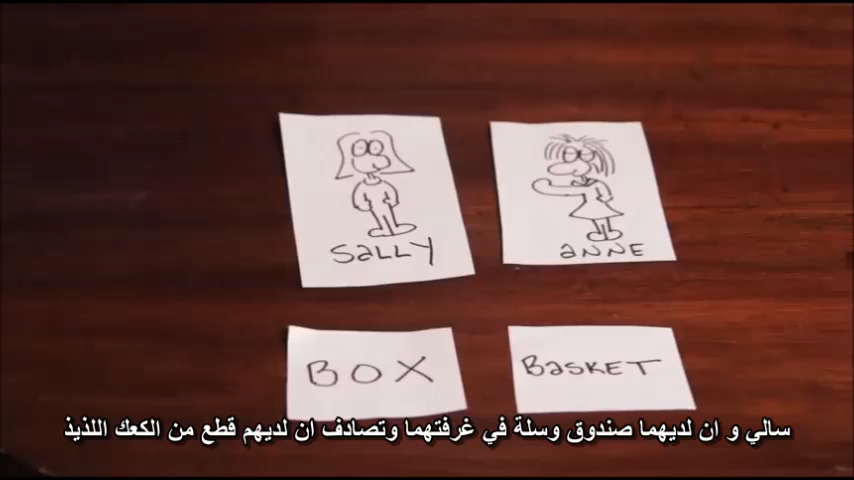 SALLY
ANNE
BOX
BASKET
سالي و ان لديهما صندوق وسلة في غرفتهما وتصادف ان لديهم قطع من الكعك اللذيذ